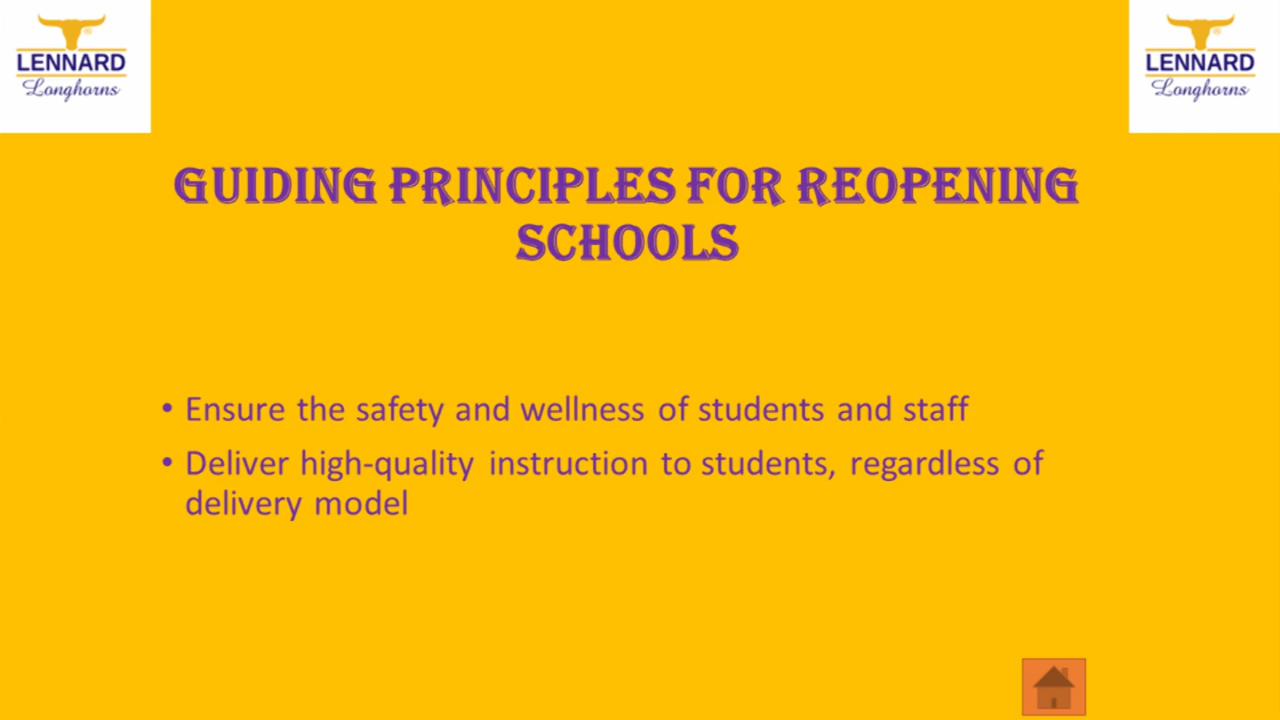 LENNARD
Longhorns
LENNARD
Longhorns
GUIDING PRINCIPLES FOR REOPENING
SCHOOLS
• Ensure the safety and wellness of students and staff
• Deliver high-quality instruction to students, regardless of
delivery model